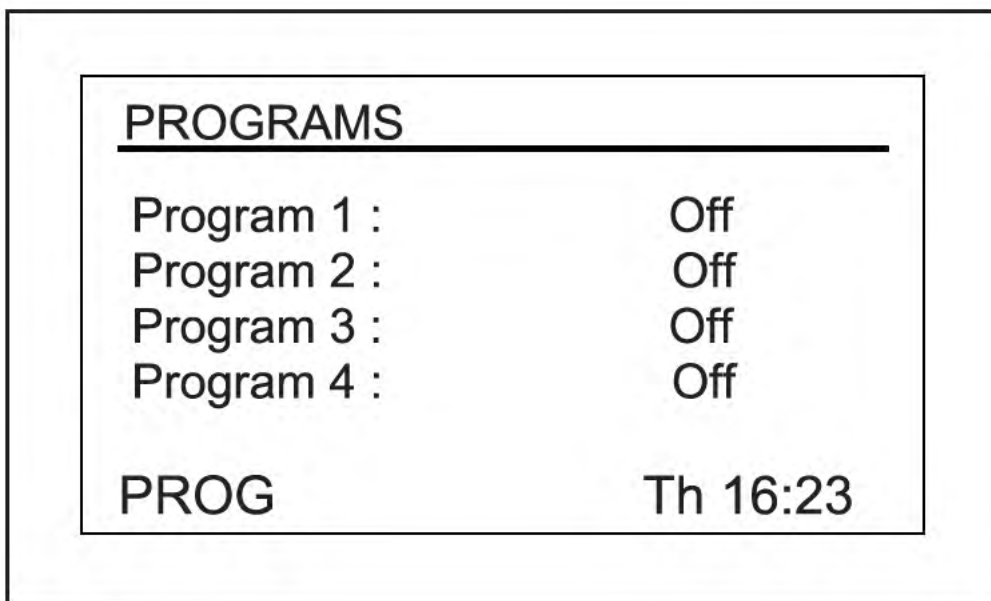 PROGRAMS
Program 1 : Off
Program 2 : Off
Program 3 : Off
Program 4 : Off
PROG Th 16:23